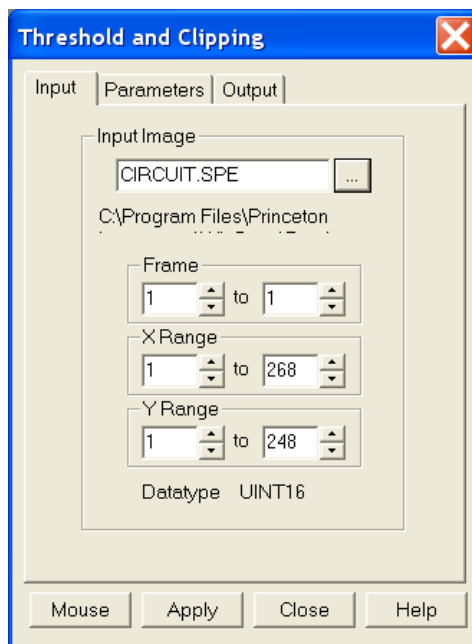 Threshold and Clipping
Input Parameters Output
Input Image
CIRCUIT.SPE ...
C:\Program Files\Princeton
Frame
1 to 1
X Range
1 to 268
Y Range
1 to 248
Datatype UINT16
Mouse Apply Close Help